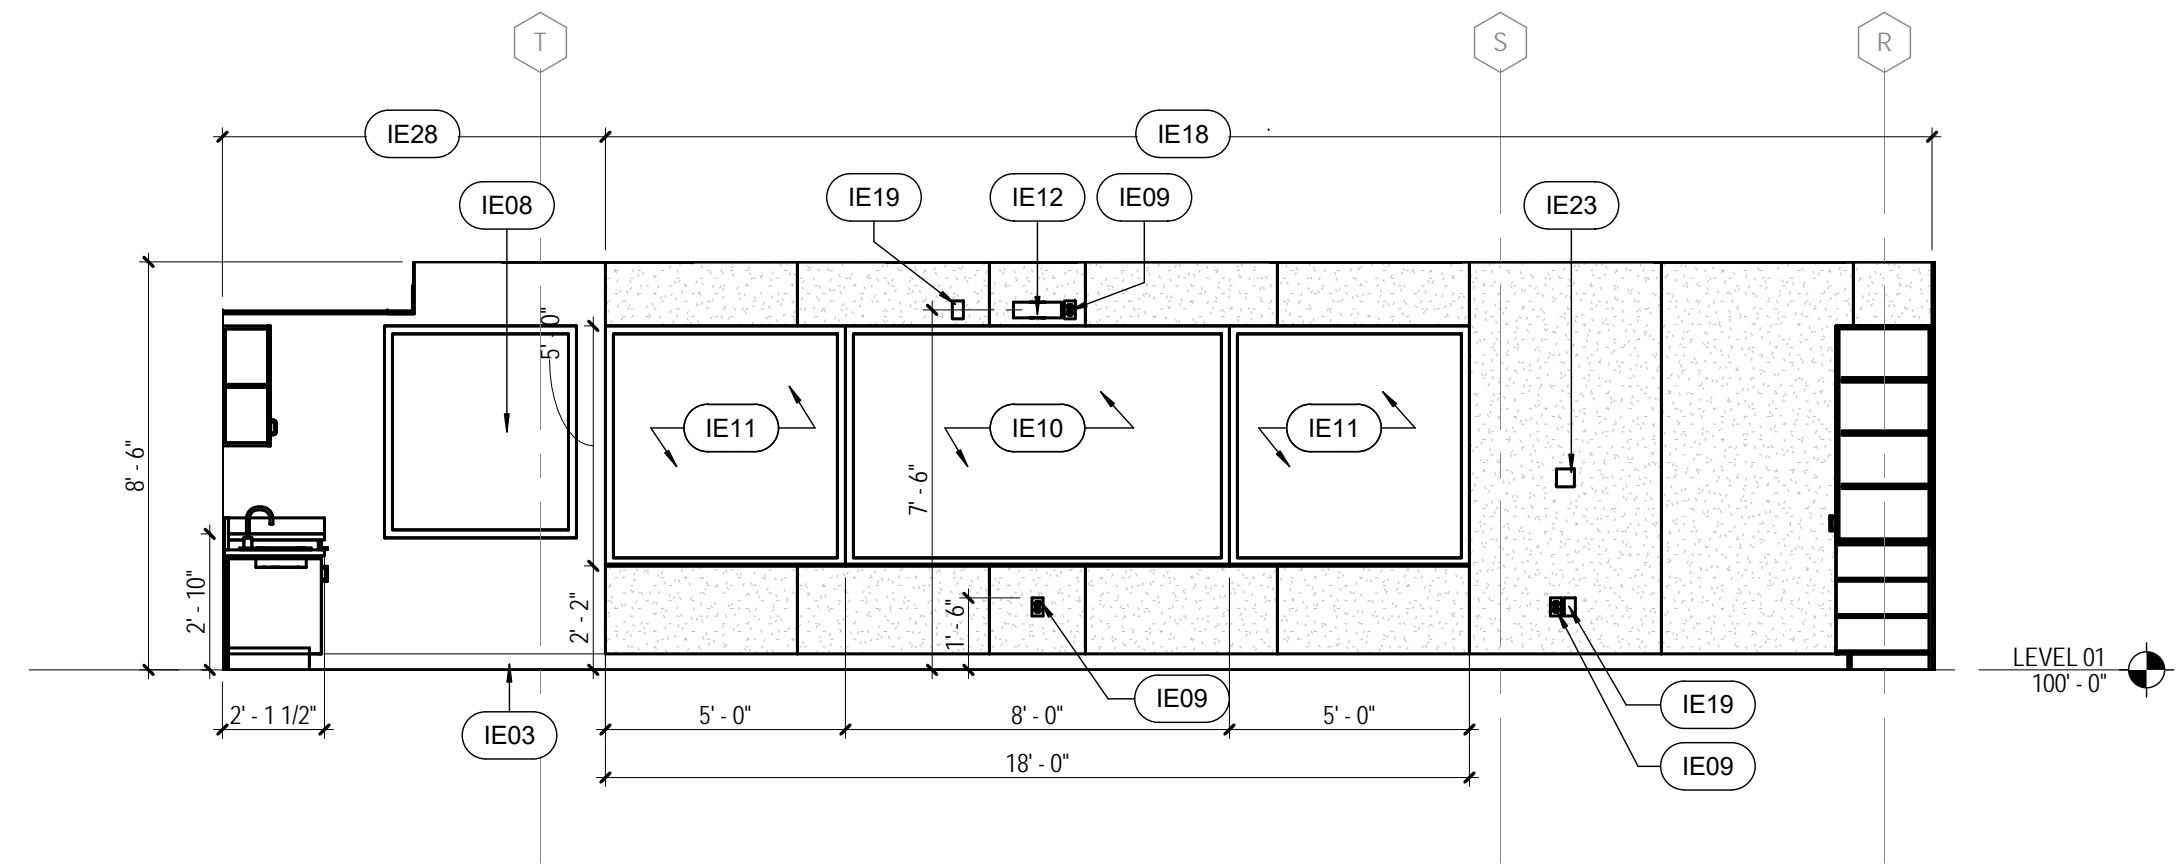 T
S
R
IE28
IE18
IE08
IE19
IE12
IE09
IE23
5' - 0"
8' - 6"
IE11
IE10
IE11
7' - 6"
2' - 10"
2' - 2"
1' - 6"
LEVEL 01
100' - 0"
2' - 1 1/2"
IE03
5' - 0"
8' - 0"
5' - 0"
IE09
IE19
18' - 0"
IE09